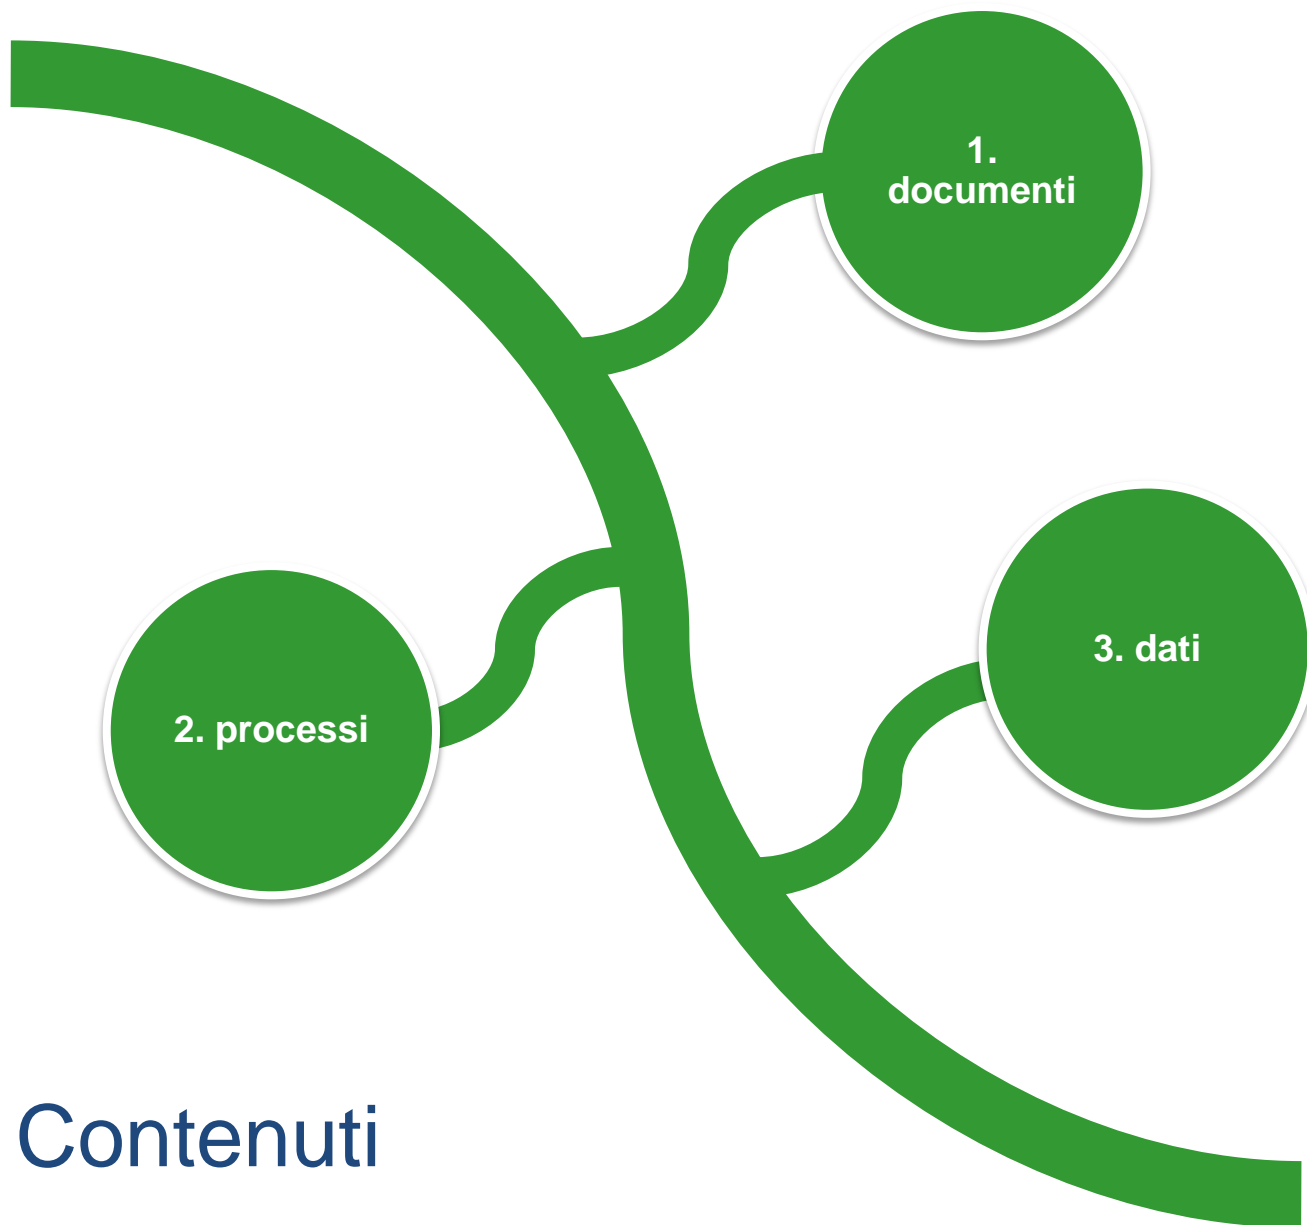 1.
documenti
2. processi
3. dati
Contenuti